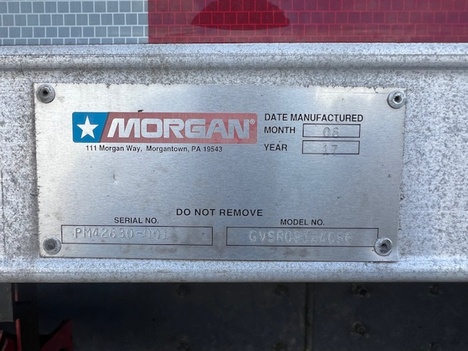 MORGAN
111 Morgan Way, Morgantown, PA 19543
DATE MANUFACTURED
MONTH 06
YEAR 17
DO NOT REMOVE
SERIAL NO.
MODEL NO.